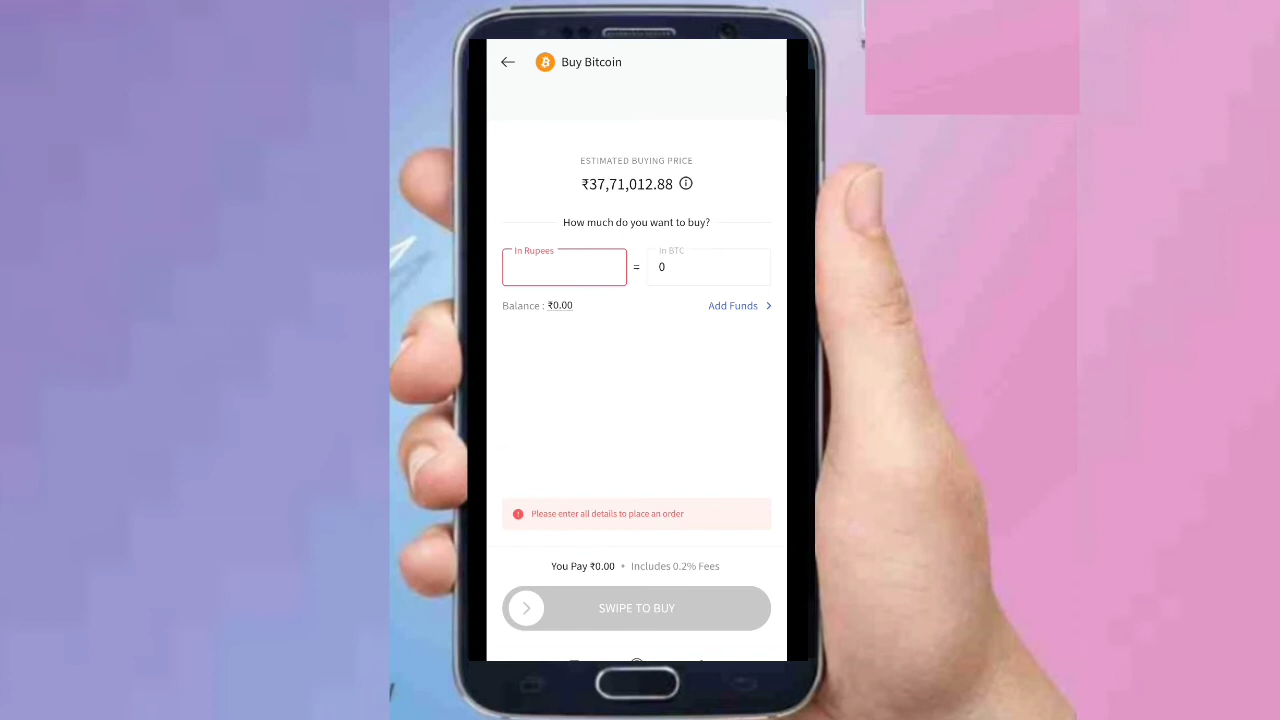 Buy Bitcoin
ESTIMATED BUYING PRICE
₹37,71,012.88
How much do you want to buy?
In Rupees
In BTC
=
0
Balance : ₹0.00
Add Funds
Please enter all details to place an order
You Pay ₹0.00 • Includes 0.2% Fees
SWIPE TO BUY